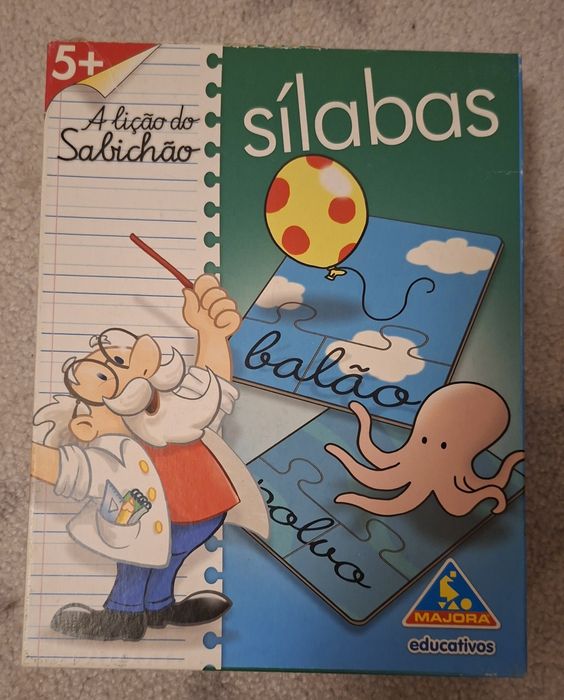 5+
A lição do
Sabichão
sílabas
balão
polvo
MAJORA
educativos